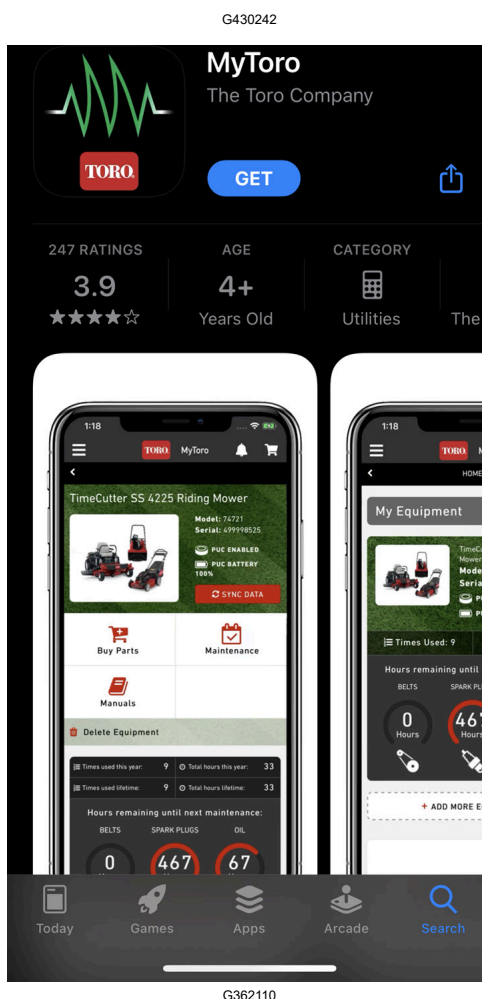 G430242
MyToro
The Toro Company
TORO.
GET
247 RATINGS
AGE
CATEGORY
3.9
4+
Years Old
Utilities
The
1:18
TORO. MyToro
TimeCutter SS 4225 Riding Mower
Model: 74721
Serial: 499998525
PUC ENABLED
PUC BATTERY
100%
SYNC DATA
Buy Parts
Maintenance
Manuals
Delete Equipment
Times used this year: 9 Total hours this year: 33
Times used lifetime: 9 Total hours lifetime: 33
Hours remaining until next maintenance:
BELTS SPARK PLUGS OIL
0 467 67
1:18
TORO.
HOME
My Equipment
Times Used: 9
Hours remaining until
BELTS
0
Hours
Hours
+ ADD MORE E
Today Games Apps Arcade Search
G362110